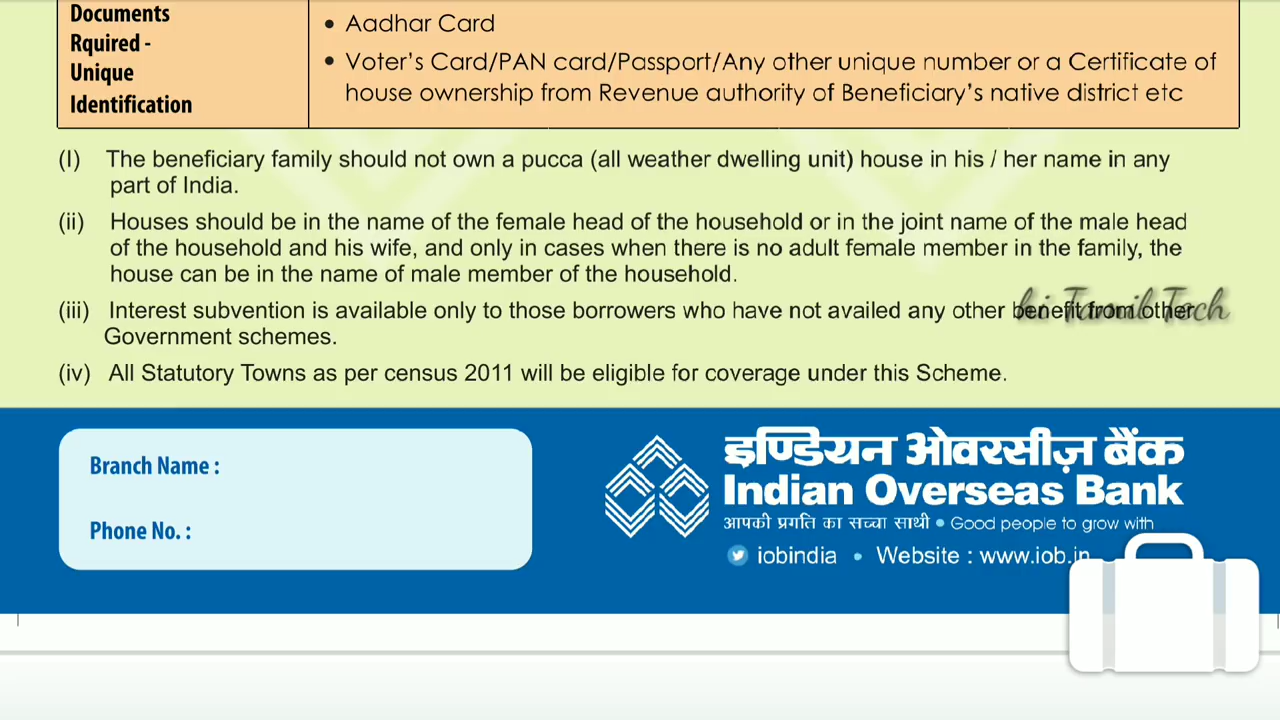 Documents
Rquired -
Unique
Identification
• Aadhar Card
• Voter's Card/PAN card/Passport/Any other unique number or a Certificate of
house ownership from Revenue authority of Beneficiary's native district etc
(I) The beneficiary family should not own a pucca (all weather dwelling unit) house in his / her name in any
part of India.
(ii) Houses should be in the name of the female head of the household or in the joint name of the male head
of the household and his wife, and only in cases when there is no adult female member in the family, the
house can be in the name of male member of the household.
(iii) Interest subvention is available only to those borrowers who have not availed any other benefit from other
Government schemes.
hi Tamil Tech
(iv) All Statutory Towns as per census 2011 will be eligible for coverage under this Scheme.
Branch Name :
Phone No. :
इण्डियन ओवरसीज़ बैंक
Indian Overseas Bank
आपकी प्रगति का सच्चा साथी • Good people to grow with
iobindia • Website : www.iob.in